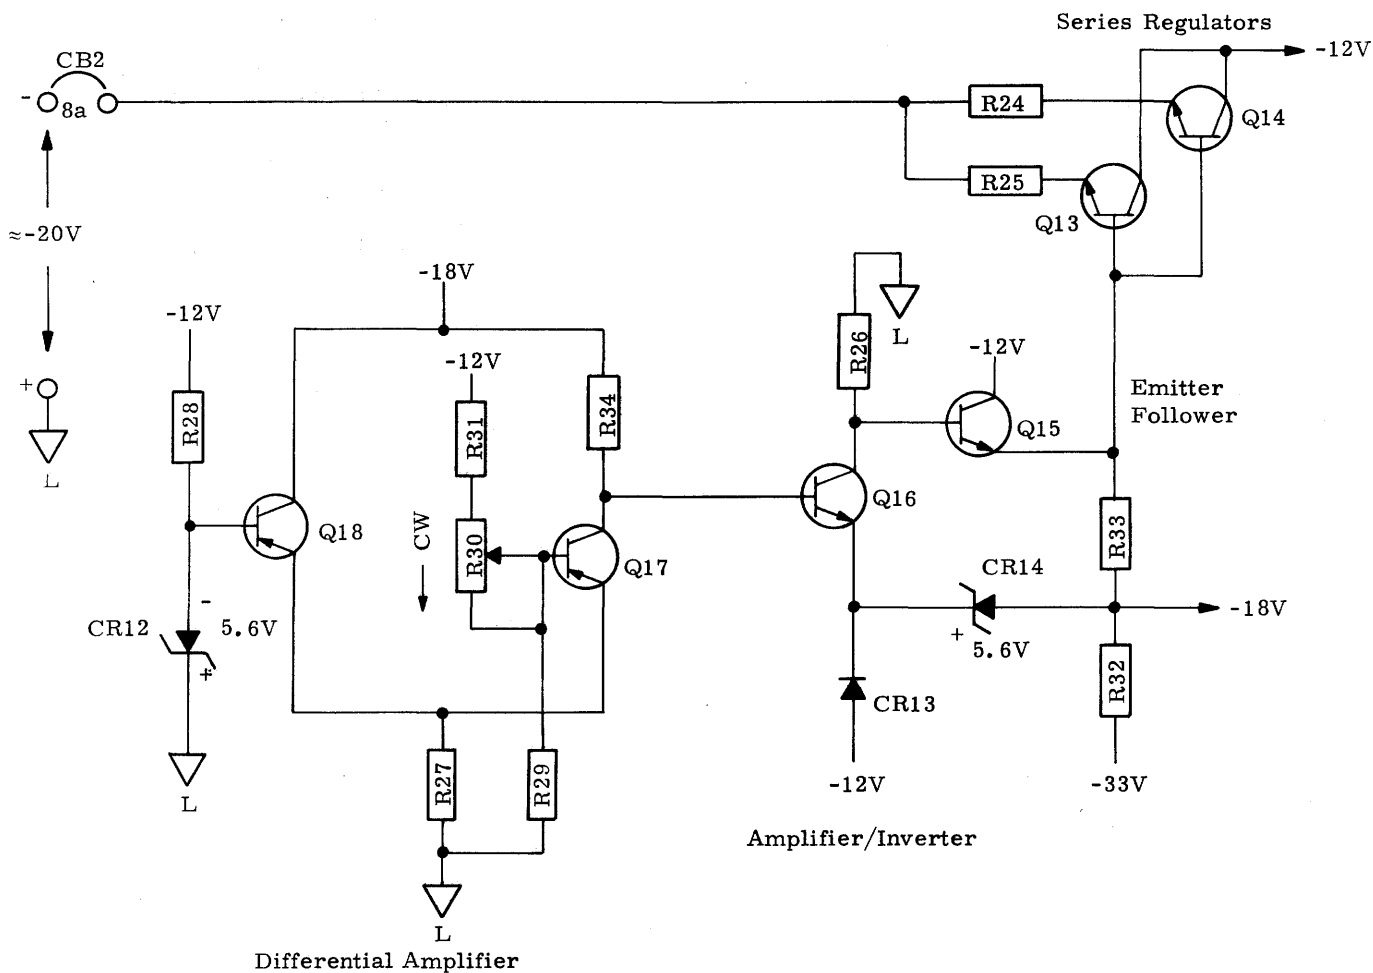 Series Regulators
-12V
CB2
-
8a
R24
Q14
R25
Q13
≈-20V
-18V
-12V
L
R26
-12V
-12V
+
R28
R31
R34
Emitter
Follower
Q15
L
CW
R30
Q18
Q17
Q16
R33
CR14
-18V
-
CR12
5.6V
+
+
5.6V
R32
CR13
R27
R29
-12V
-33V
L
Amplifier/Inverter
L
Differential Amplifier